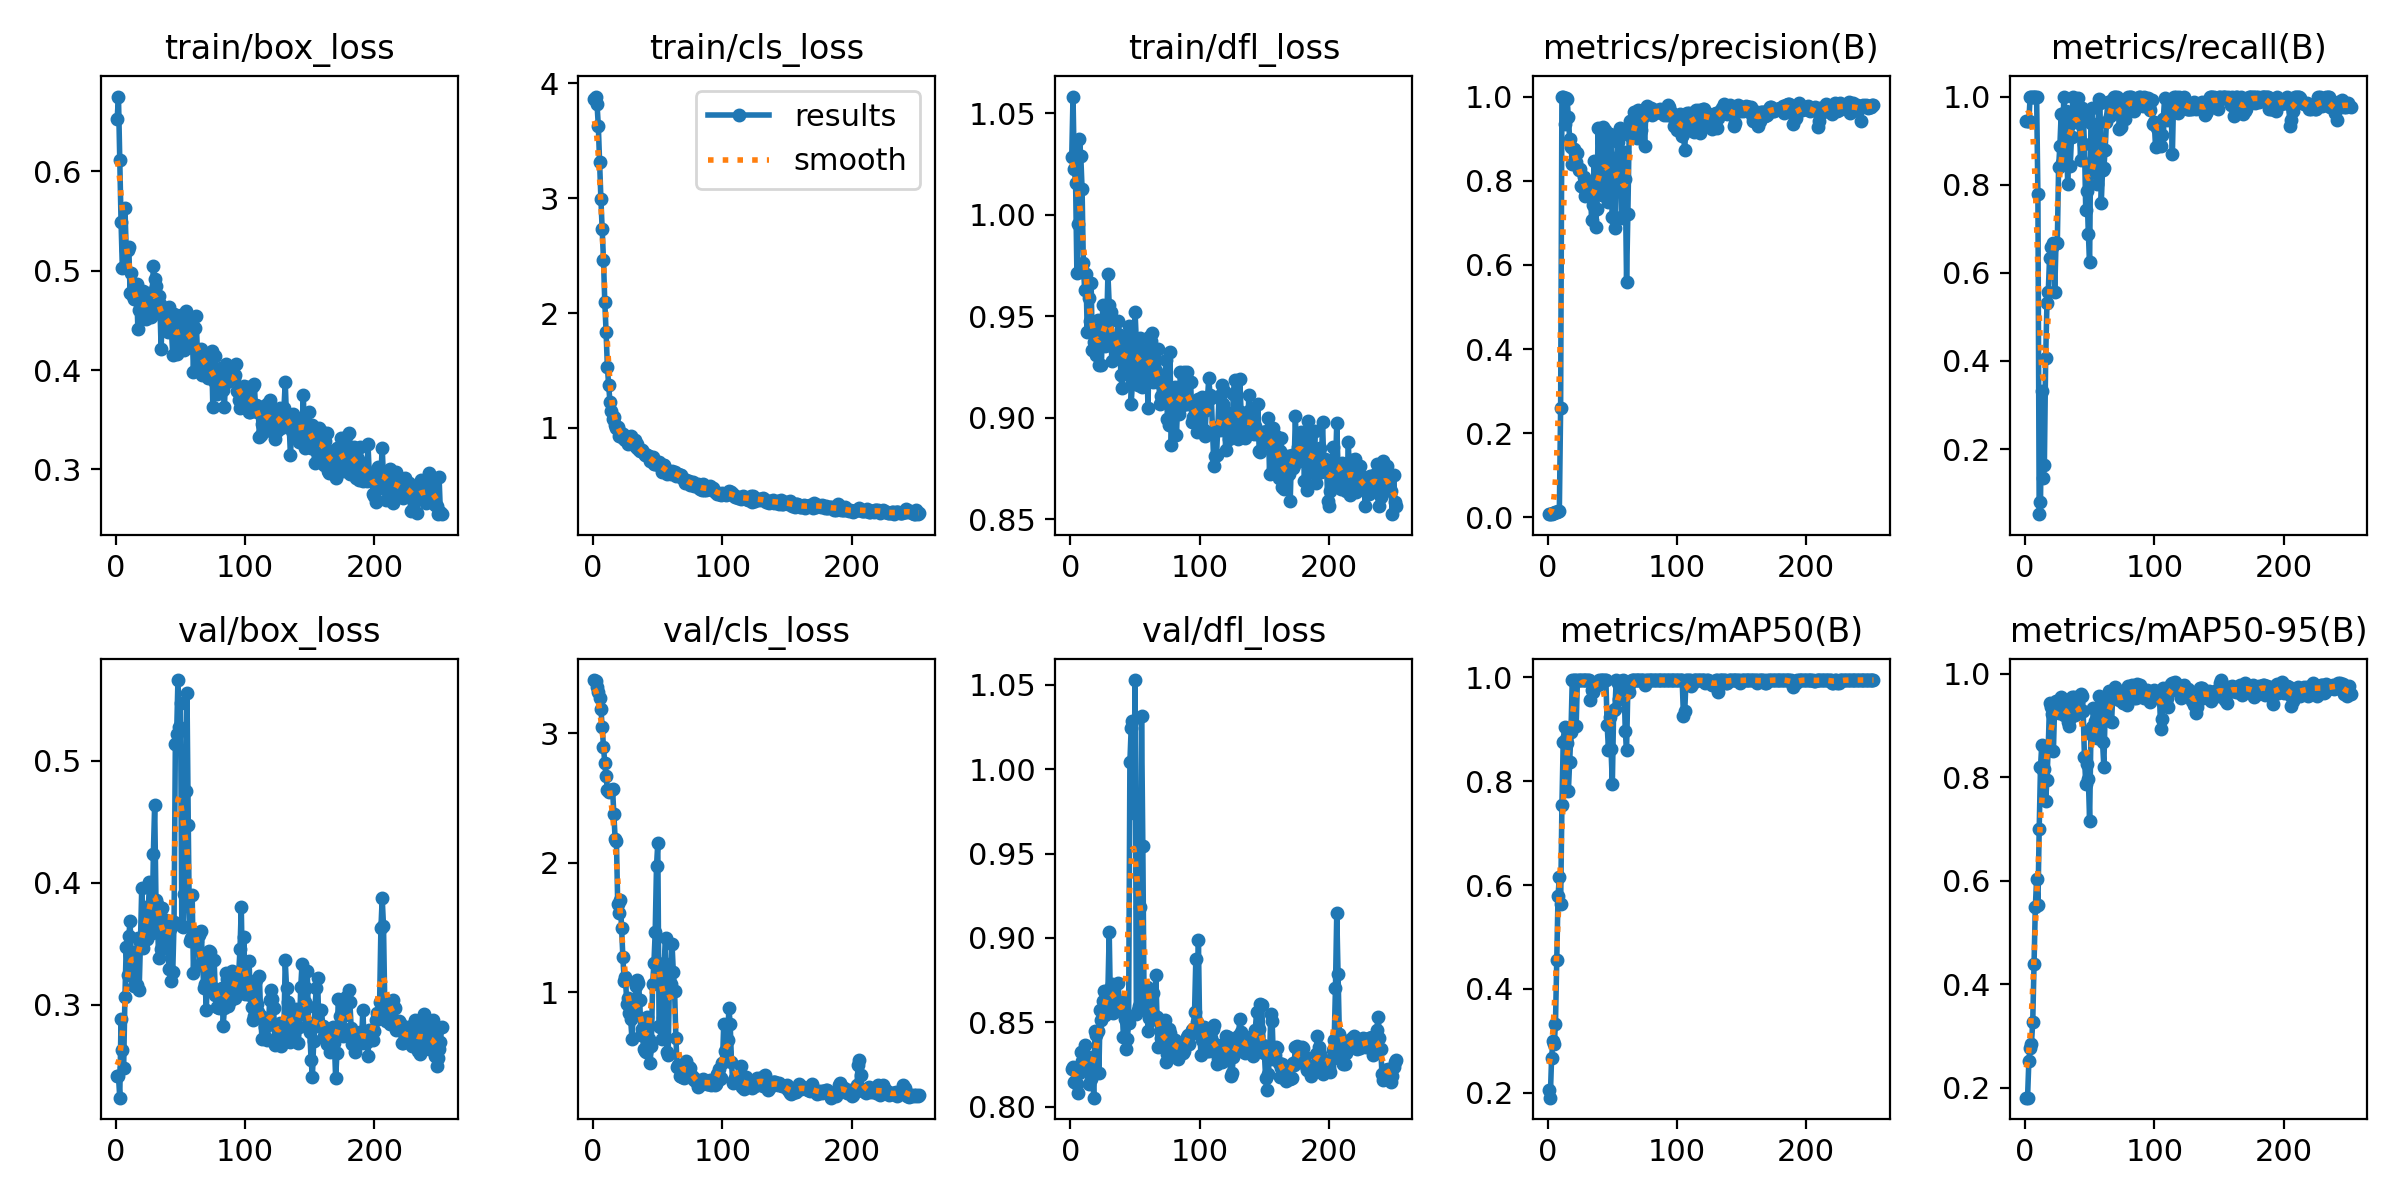 train/box_loss
0.6
0.5
0.4
0.3
0 100 200
train/cls_loss
results
smooth
4
3
2
1
0 100 200
train/dfl_loss
1.05
1.00
0.95
0.90
0.85
0 100 200
metrics/precision(B)
1.0
0.8
0.6
0.4
0.2
0.0
0 100 200
metrics/recall(B)
1.0
0.8
0.6
0.4
0.2
0 100 200
val/box_loss
0.5
0.4
0.3
0 100 200
val/cls_loss
3
2
1
0 100 200
val/dfl_loss
1.05
1.00
0.95
0.90
0.85
0.80
0 100 200
metrics/mAP50(B)
1.0
0.8
0.6
0.4
0.2
0 100 200
metrics/mAP50-95(B)
1.0
0.8
0.6
0.4
0.2
0 100 200